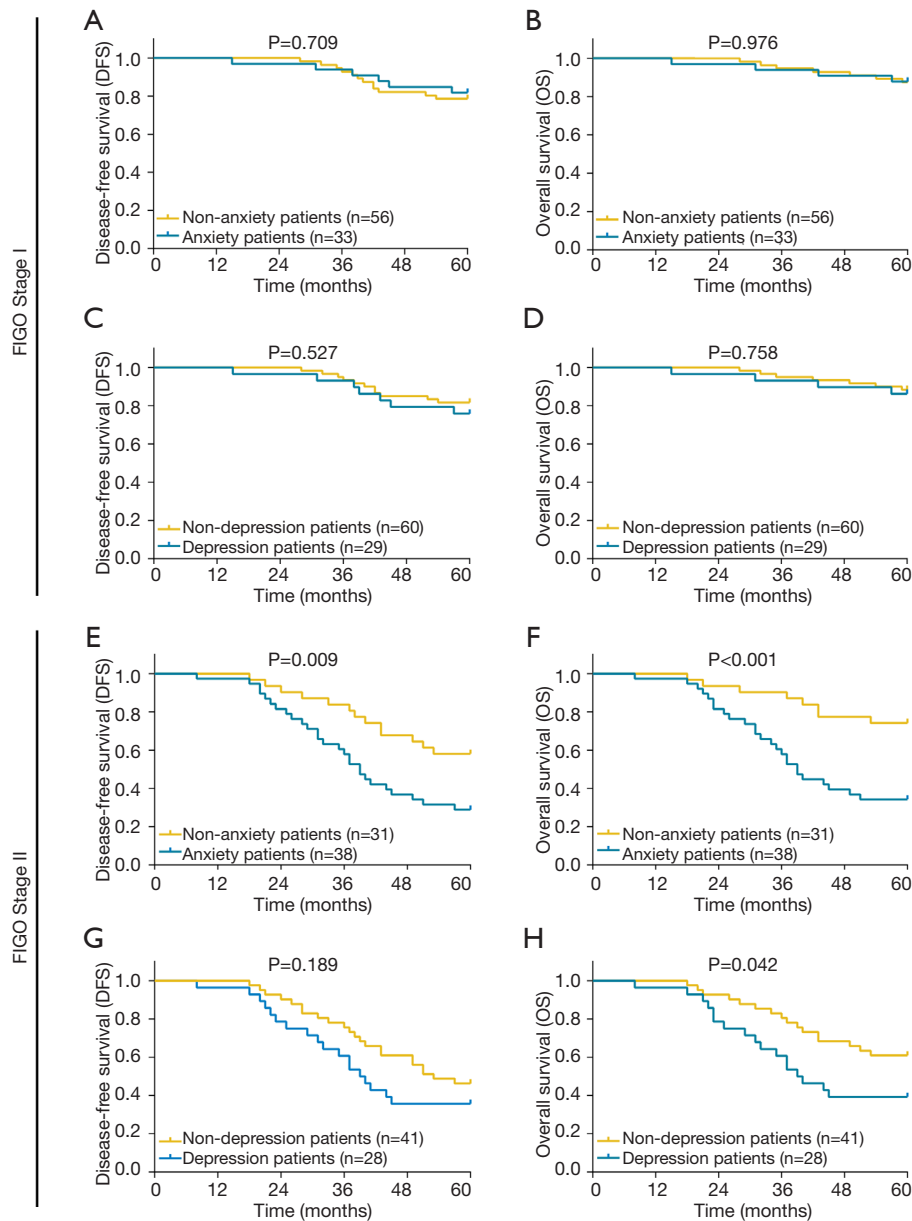 FIGO Stage I
A
P=0.709
Disease-free survival (DFS)
1.0
0.8
0.6
0.4
0.2
0.0
Non-anxiety patients (n=56)
Anxiety patients (n=33)
0 12 24 36 48 60
Time (months)
B
P=0.976
Overall survival (OS)
1.0
0.8
0.6
0.4
0.2
0.0
Non-anxiety patients (n=56)
Anxiety patients (n=33)
0 12 24 36 48 60
Time (months)
C
P=0.527
Disease-free survival (DFS)
1.0
0.8
0.6
0.4
0.2
0.0
Non-depression patients (n=60)
Depression patients (n=29)
0 12 24 36 48 60
Time (months)
D
P=0.758
Overall survival (OS)
1.0
0.8
0.6
0.4
0.2
0.0
Non-depression patients (n=60)
Depression patients (n=29)
0 12 24 36 48 60
Time (months)
FIGO Stage II
E
P=0.009
Disease-free survival (DFS)
1.0
0.8
0.6
0.4
0.2
0.0
Non-anxiety patients (n=31)
Anxiety patients (n=38)
0 12 24 36 48 60
Time (months)
F
P<0.001
Overall survival (OS)
1.0
0.8
0.6
0.4
0.2
0.0
Non-anxiety patients (n=31)
Anxiety patients (n=38)
0 12 24 36 48 60
Time (months)
G
P=0.189
Disease-free survival (DFS)
1.0
0.8
0.6
0.4
0.2
0.0
Non-depression patients (n=41)
Depression patients (n=28)
0 12 24 36 48 60
Time (months)
H
P=0.042
Overall survival (OS)
1.0
0.8
0.6
0.4
0.2
0.0
Non-depression patients (n=41)
Depression patients (n=28)
0 12 24 36 48 60
Time (months)